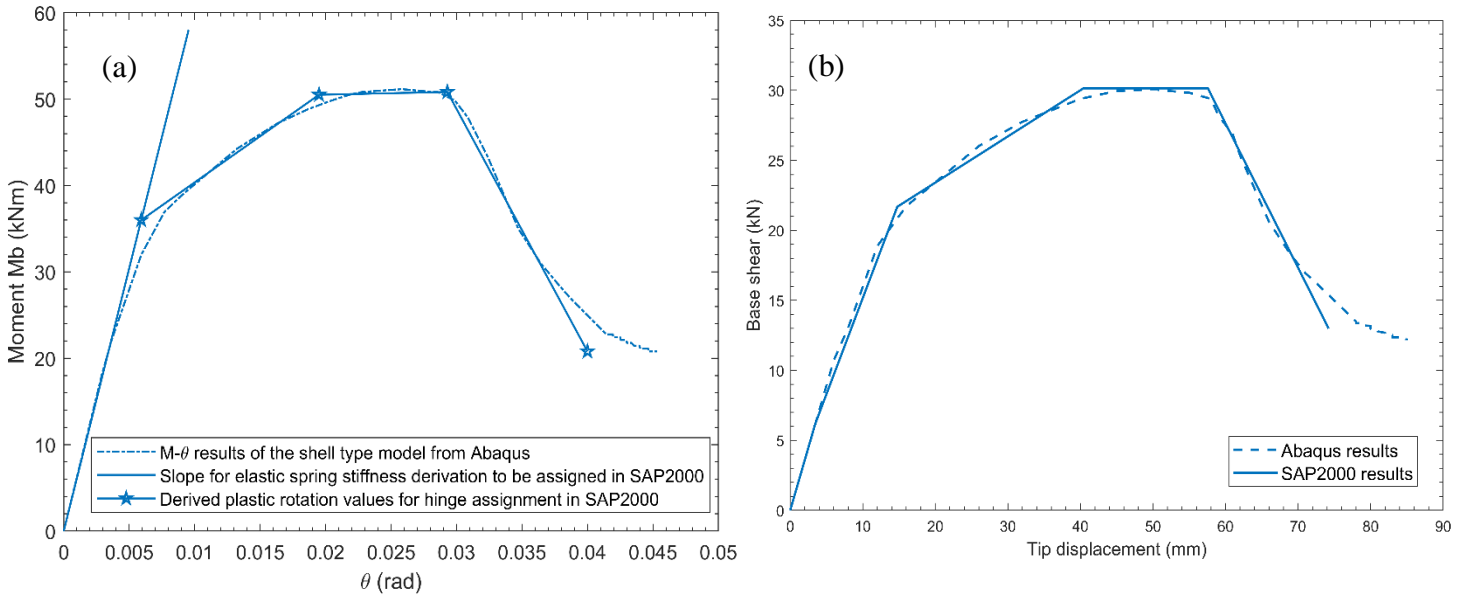 (a)
60
50
40
30
20
10
0
Moment Mb (kNm)
0 0.005 0.01 0.015 0.02 0.025 0.03 0.035 0.04 0.045 0.05
θ (rad)
M-θ results of the shell type model from Abaqus
Slope for elastic spring stiffness derivation to be assigned in SAP2000
Derived plastic rotation values for hinge assignment in SAP2000
(b)
35
30
25
20
15
10
5
0
Base shear (kN)
0 10 20 30 40 50 60 70 80 90
Tip displacement (mm)
Abaqus results
SAP2000 results